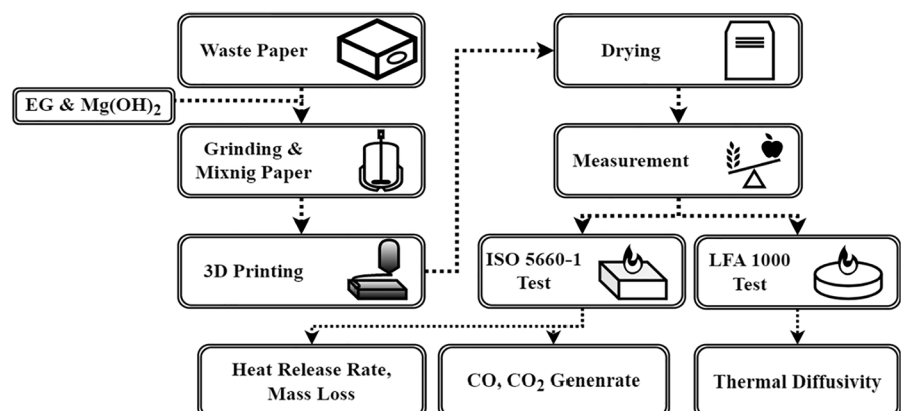 Waste Paper
EG & Mg(OH)2
Grinding &
Mixnig Paper
3D Printing
Drying
Measurement
ISO 5660-1
Test
LFA 1000
Test
Heat Release Rate,
Mass Loss
CO, CO2 Genenrate
Thermal Diffusivity